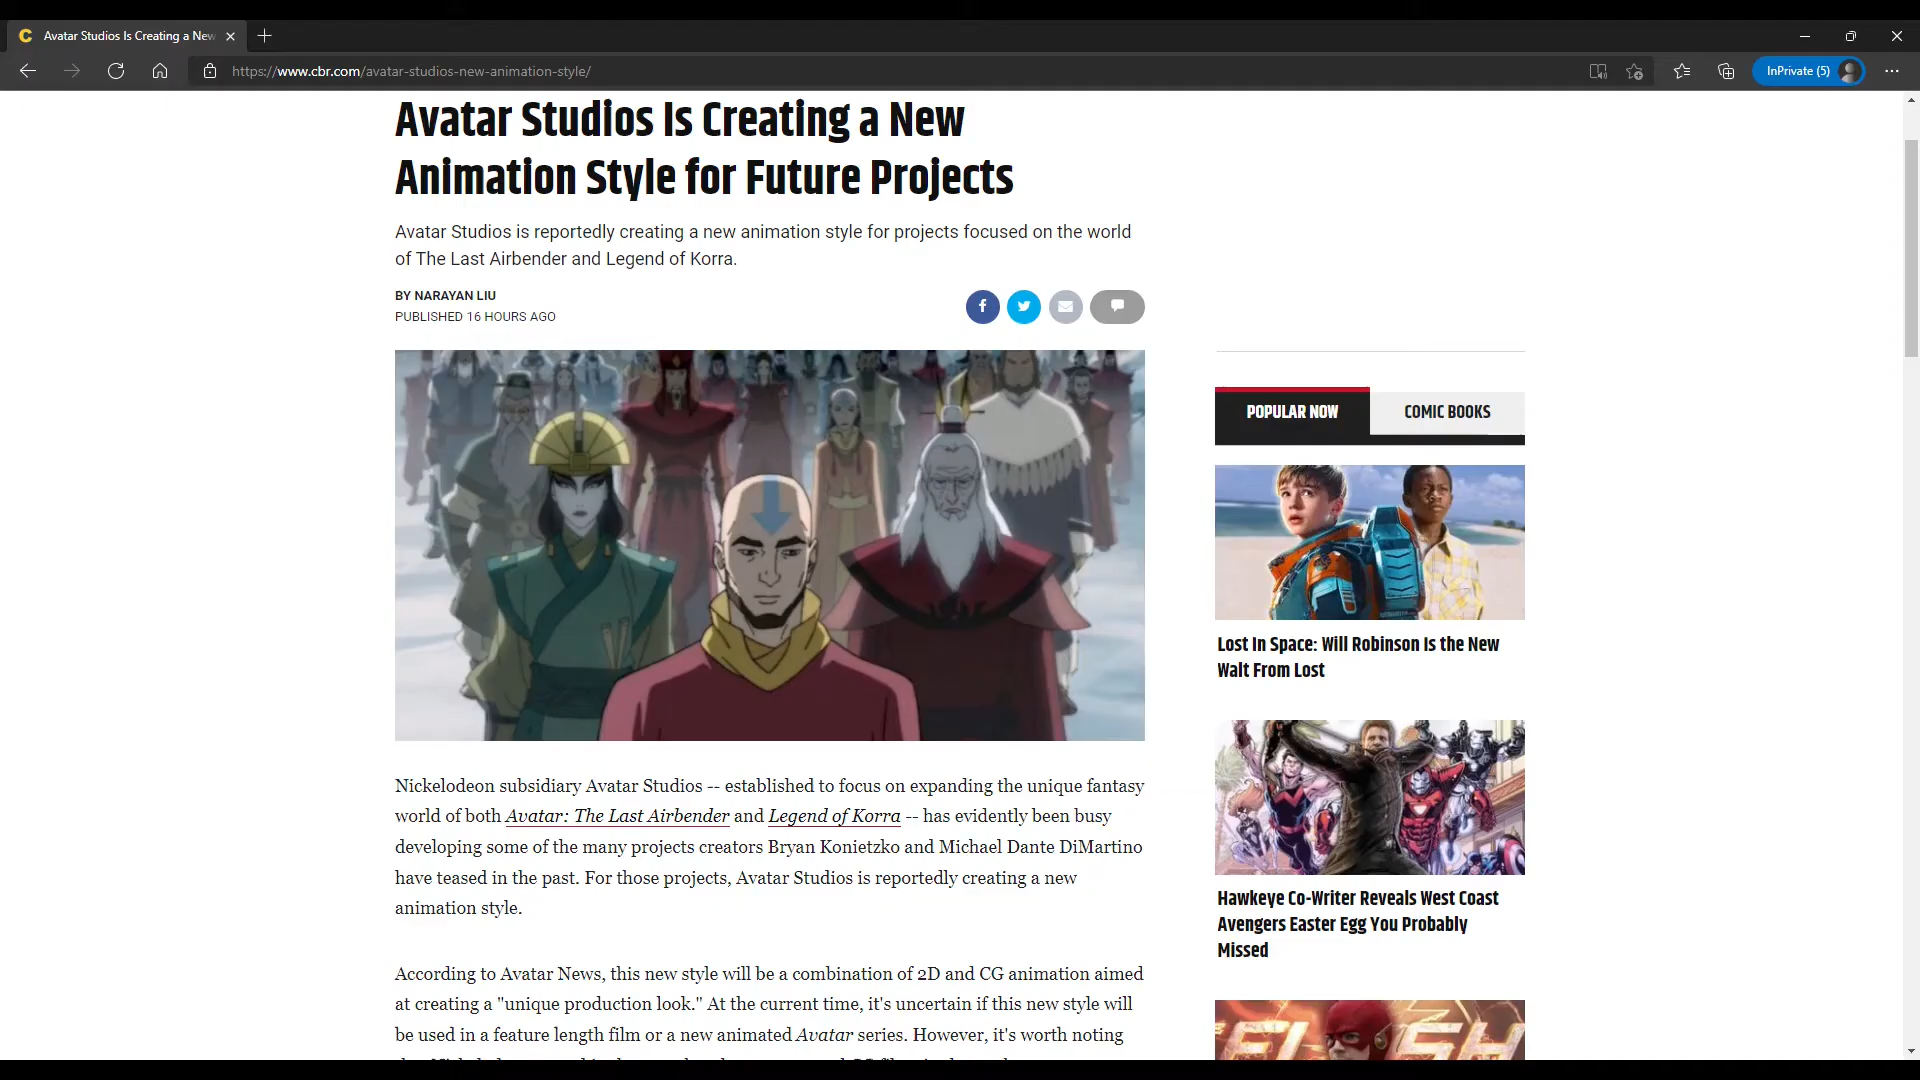 Avatar Studios Is Creating a New
https://www.cbr.com/avatar-studios-new-animation-style/
InPrivate (5)
Avatar Studios Is Creating a New
Animation Style for Future Projects
Avatar Studios is reportedly creating a new animation style for projects focused on the world
of The Last Airbender and Legend of Korra.
BY NARAYAN LIU
PUBLISHED 16 HOURS AGO
Nickelodeon subsidiary Avatar Studios -- established to focus on expanding the unique fantasy
world of both Avatar: The Last Airbender and Legend of Korra -- has evidently been busy
developing some of the many projects creators Bryan Konietzko and Michael Dante DiMartino
have teased in the past. For those projects, Avatar Studios is reportedly creating a new
animation style.
According to Avatar News, this new style will be a combination of 2D and CG animation aimed
at creating a "unique production look." At the current time, it's uncertain if this new style will
be used in a feature length film or a new animated Avatar series. However, it's worth noting
POPULAR NOW
COMIC BOOKS
Lost In Space: Will Robinson Is the New
Walt From Lost
Hawkeye Co-Writer Reveals West Coast
Avengers Easter Egg You Probably
Missed